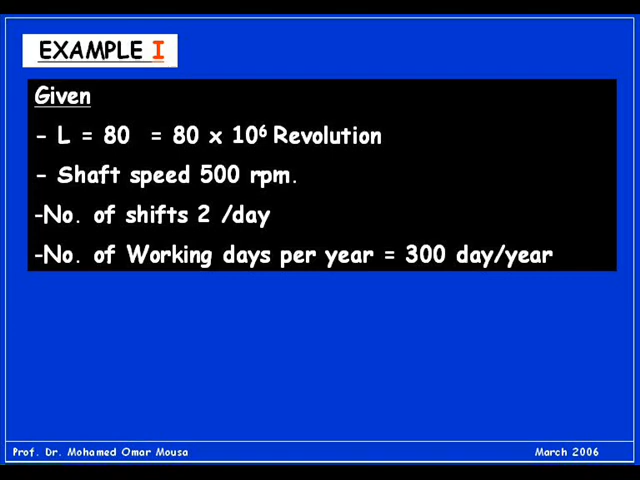 EXAMPLE I
Given
- L = 80 = 80 x 10⁶ Revolution
- Shaft speed 500 rpm.
-No. of shifts 2 /day
-No. of Working days per year = 300 day/year
Prof. Dr. Mohamed Omar Mousa March 2006